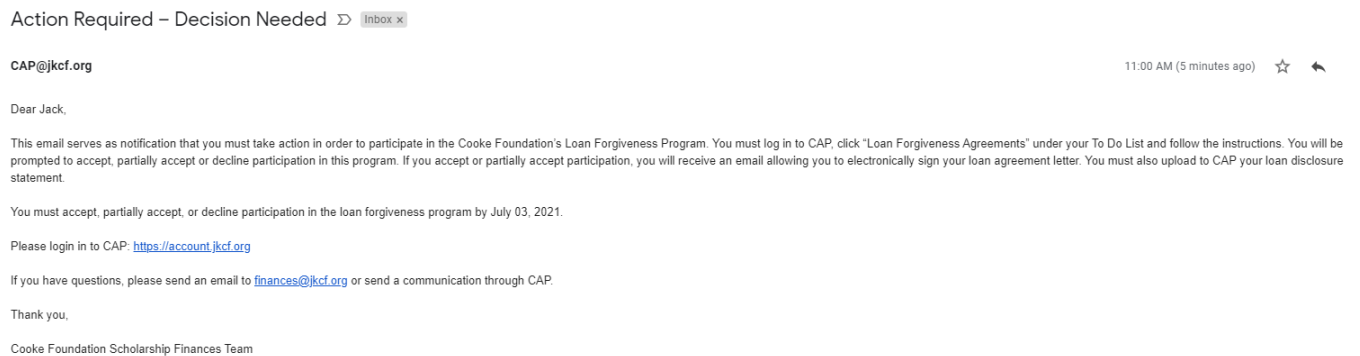 Action Required – Decision Needed Inbox x
CAP@jkcf.org 11:00 AM (5 minutes ago)
Dear Jack,
This email serves as notification that you must take action in order to participate in the Cooke Foundation's Loan Forgiveness Program. You must log in to CAP, click “Loan Forgiveness Agreements” under your To Do List and follow the instructions. You will be
prompted to accept, partially accept or decline participation in this program. If you accept or partially accept participation, you will receive an email allowing you to electronically sign your loan agreement letter. You must also upload to CAP your loan disclosure
statement.
You must accept, partially accept, or decline participation in the loan forgiveness program by July 03, 2021.
Please login in to CAP: https://account.jkcf.org
If you have questions, please send an email to finances@jkcf.org or send a communication through CAP.
Thank you,
Cooke Foundation Scholarship Finances Team